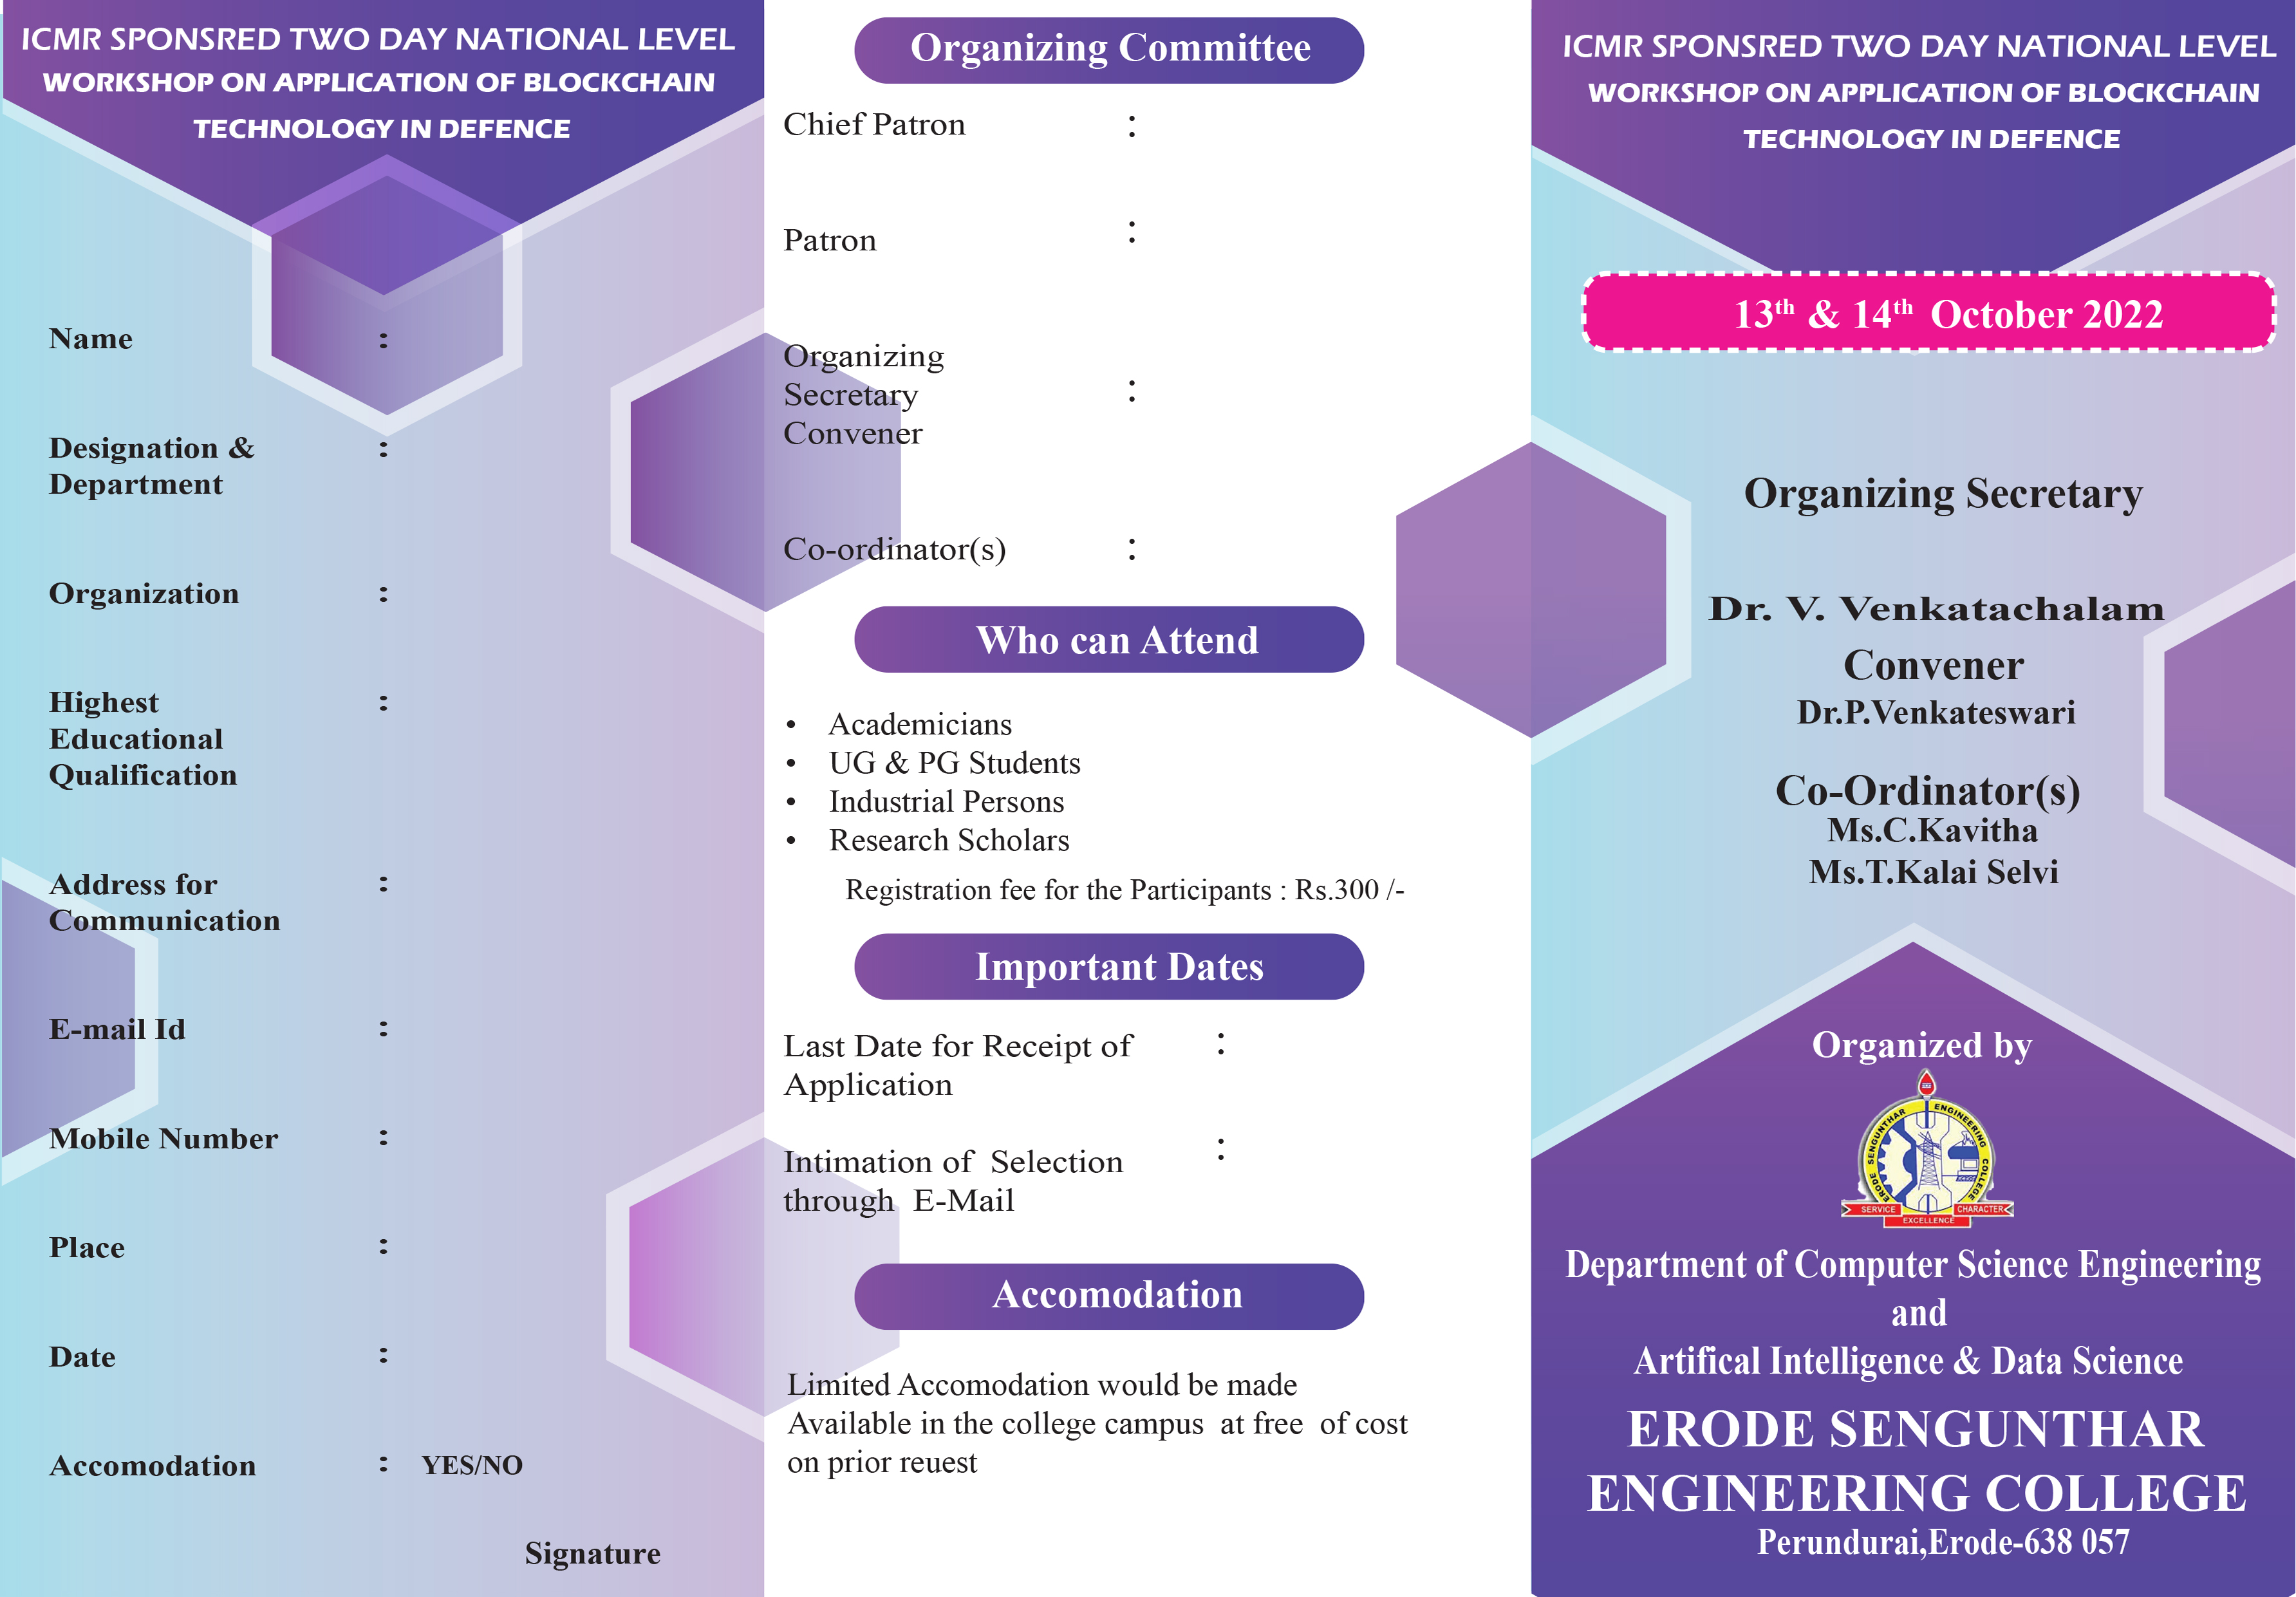 ICMR SPONSRED TWO DAY NATIONAL LEVEL
WORKSHOP ON APPLICATION OF BLOCKCHAIN
TECHNOLOGY IN DEFENCE
Name :
Designation & :
Department
Organization :
Highest :
Educational
Qualification
Address for :
Communication
E-mail Id :
Mobile Number :
Place :
Date :
Accomodation : YES/NO
Signature
Organizing Committee
Chief Patron :
Patron :
Organizing
Secretary :
Convener
Co-ordinator(s) :
Who can Attend
• Academicians
• UG & PG Students
• Industrial Persons
• Research Scholars
Registration fee for the Participants : Rs.300 /-
Important Dates
Last Date for Receipt of :
Application
Intimation of Selection :
through E-Mail
Accomodation
Limited Accomodation would be made
Available in the college campus at free of cost
on prior reuest
ICMR SPONSRED TWO DAY NATIONAL LEVEL
WORKSHOP ON APPLICATION OF BLOCKCHAIN
TECHNOLOGY IN DEFENCE
13th & 14th October 2022
Organizing Secretary
Dr. V. Venkatachalam
Convener
Dr.P.Venkateswari
Co-Ordinator(s)
Ms.C.Kavitha
Ms.T.Kalai Selvi
Organized by
ERODE SENGUNTHAR ENGINEERING COLLEGE
SERVICE CHARACTER
EXCELLENCE
Department of Computer Science Engineering
and
Artifical Intelligence & Data Science
ERODE SENGUNTHAR
ENGINEERING COLLEGE
Perundurai,Erode-638 057